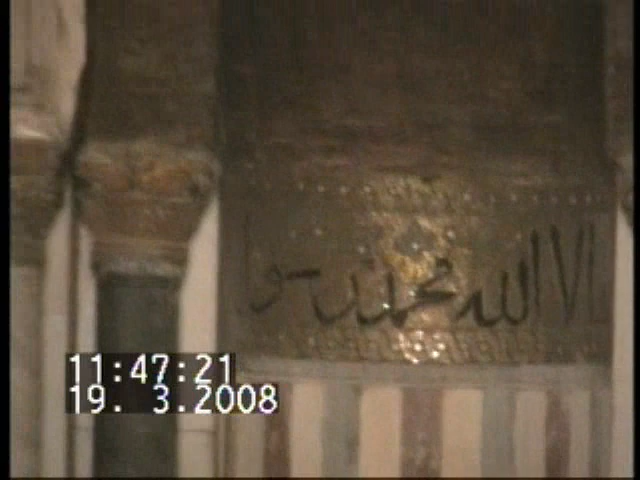 الا الله محمد رسو
11:47:21
19. 3.2008